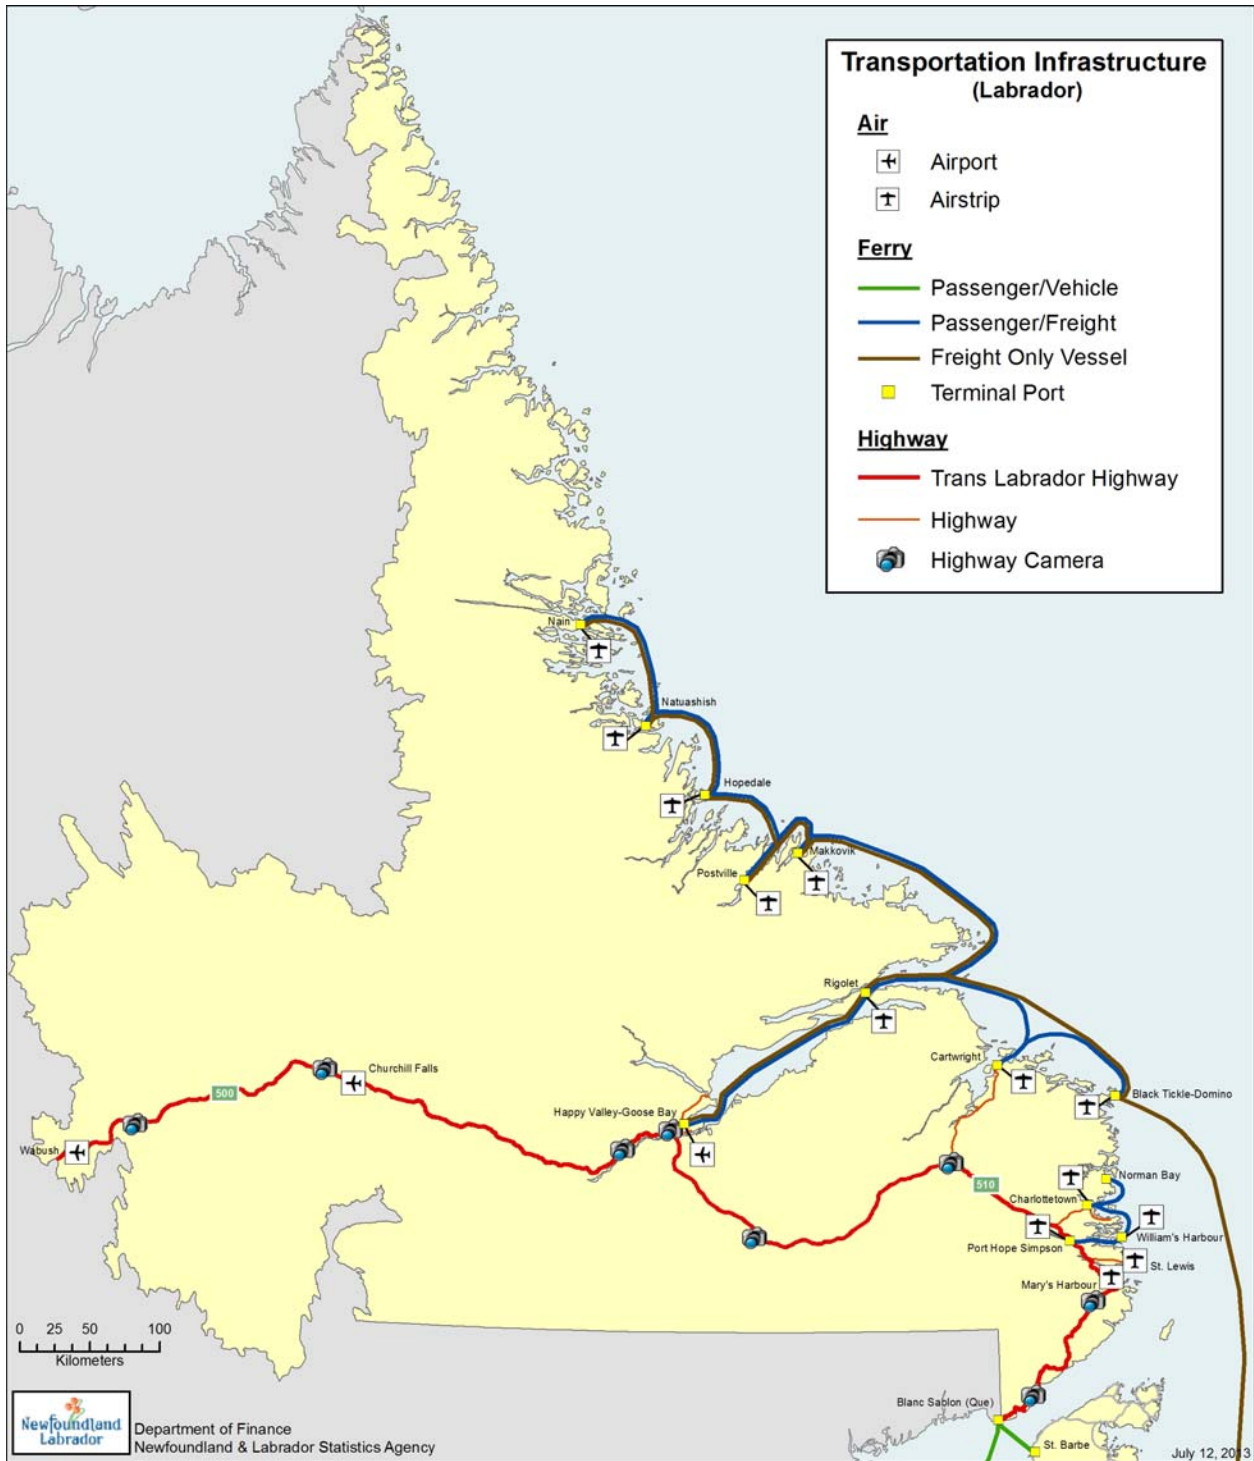 Transportation Infrastructure
(Labrador)
Air
Airport
Airstrip
Ferry
Passenger/Vehicle
Passenger/Freight
Freight Only Vessel
Terminal Port
Highway
Trans Labrador Highway
Highway
Highway Camera
Nain
Natuashish
Hopedale
Makkovik
Postville
Rigolet
Cartwright
Churchill Falls
500
Black Tickle-Domino
Happy Valley-Goose Bay
Wabush
Norman Bay
510
Charlottetown
William's Harbour
Port Hope Simpson
St. Lewis
Mary's Harbour
0 25 50 100
Kilometers
Blanc Sablon (Que)
Newfoundland
Labrador
Department of Finance
Newfoundland & Labrador Statistics Agency
St. Barbe
July 12, 2013